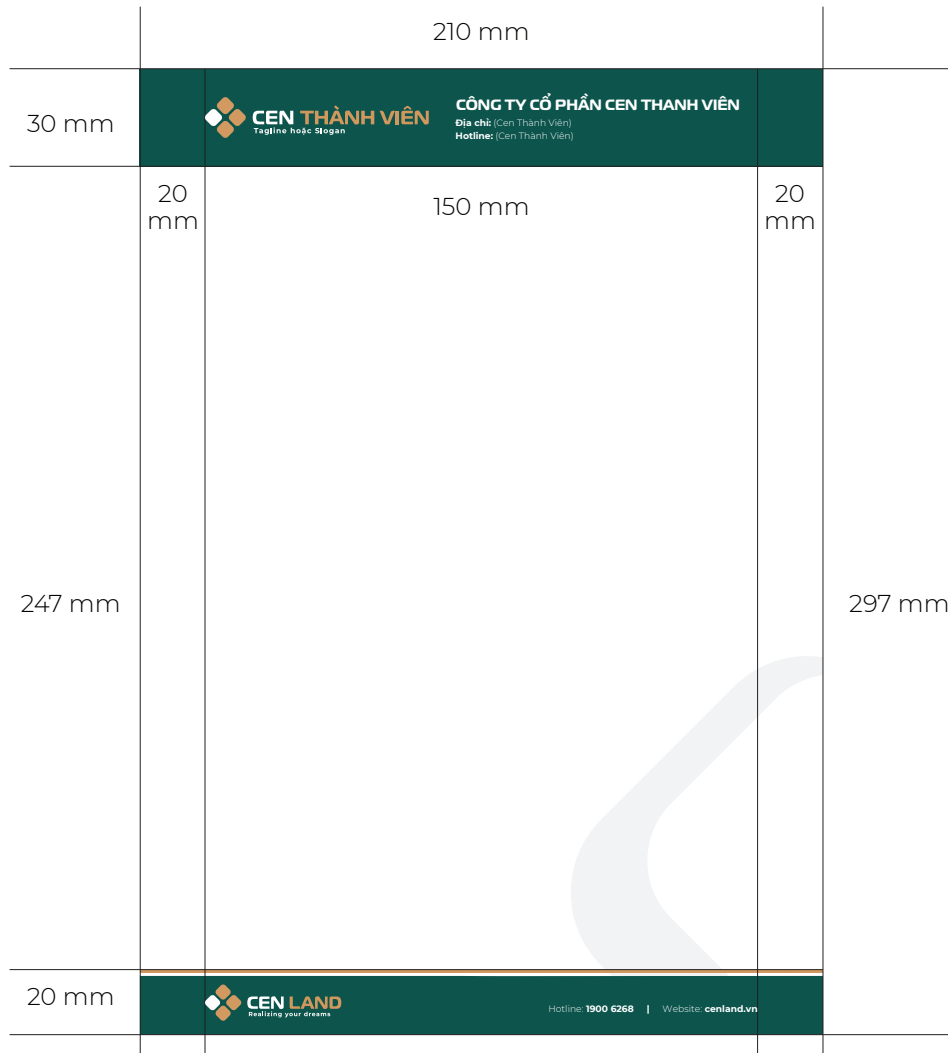 210 mm
30 mm
CEN THÀNH VIÊN
Tagline hoặc Slogan
CÔNG TY CỔ PHẦN CEN THANH VIÊN
Địa chỉ: (Cen Thành Viên)
Hotline: (Cen Thành Viên)
20
mm
150 mm
20
mm
247 mm
297 mm
20 mm
CEN LAND
Realizing your dreams
Hotline: 1900 6268 | Website: cenland.vn